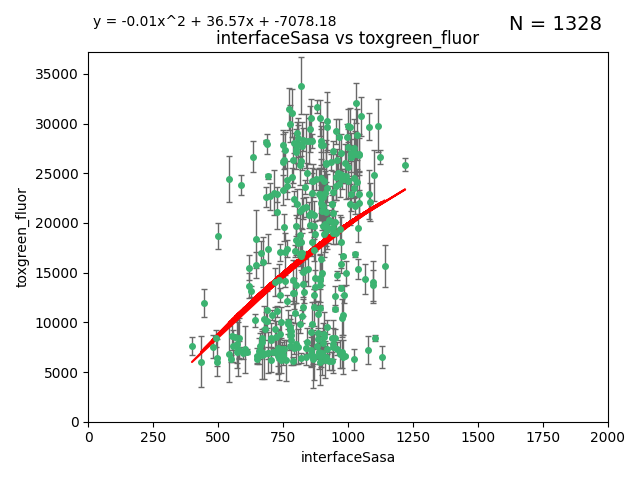 y = -0.01x^2 + 36.57x + -7078.18
N = 1328
interfaceSasa vs toxgreen_fluor
35000
30000
25000
20000
15000
10000
5000
0
toxgreen_fluor
0 250 500 750 1000 1250 1500 1750 2000
interfaceSasa